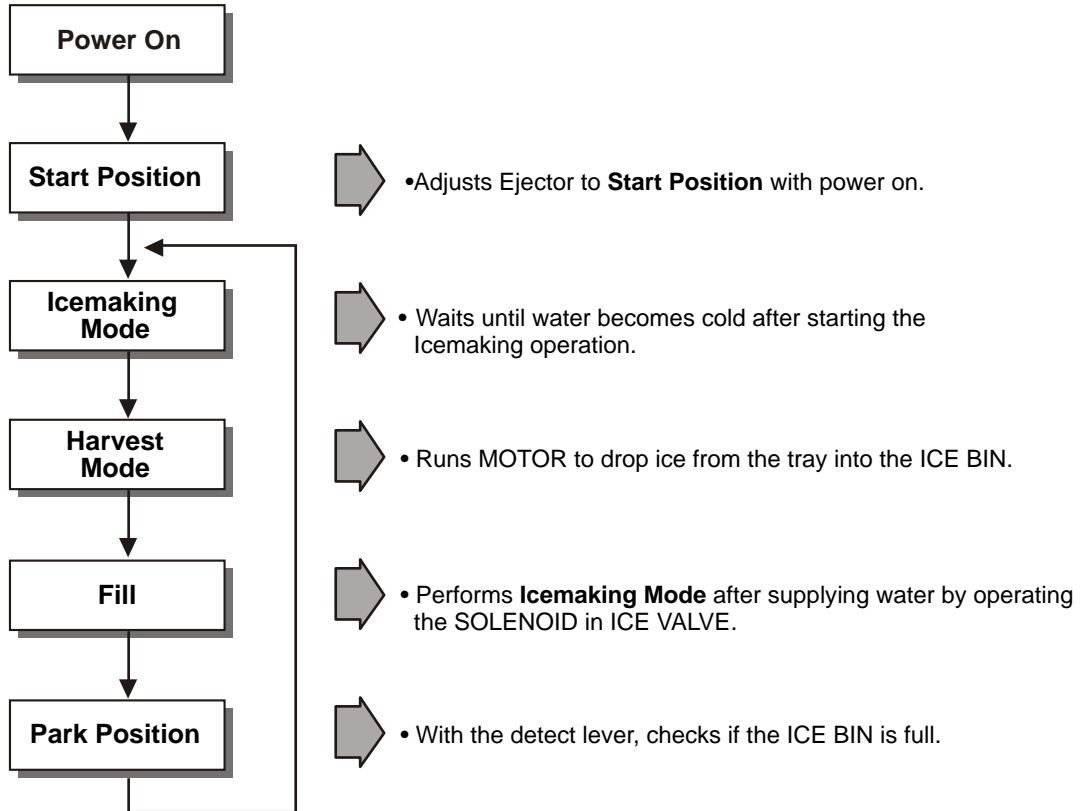 Power On
Start Position
•Adjusts Ejector to Start Position with power on.
Icemaking
Mode
• Waits until water becomes cold after starting the
Icemaking operation.
Harvest
Mode
• Runs MOTOR to drop ice from the tray into the ICE BIN.
Fill
• Performs Icemaking Mode after supplying water by operating
the SOLENOID in ICE VALVE.
Park Position
• With the detect lever, checks if the ICE BIN is full.